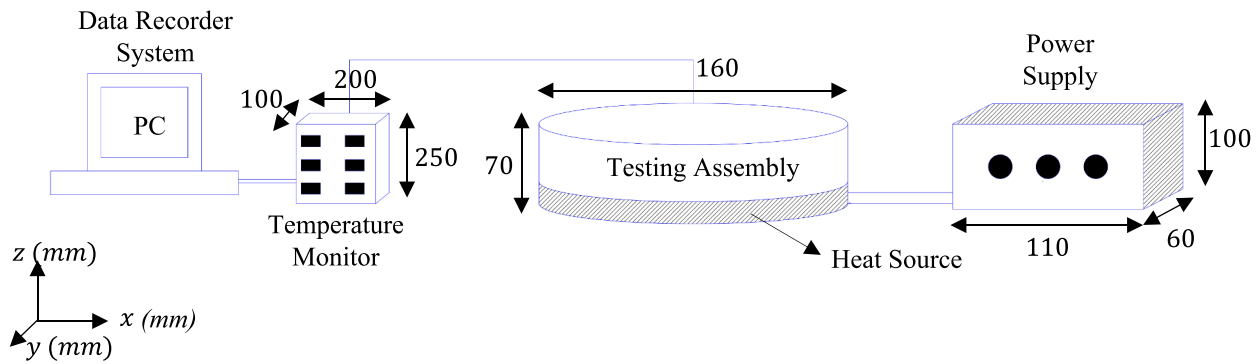 Data Recorder
System
PC
100
200
250
Temperature
Monitor
160
70
Testing Assembly
Heat Source
Power
Supply
100
110
60
z (mm)
x (mm)
y (mm)